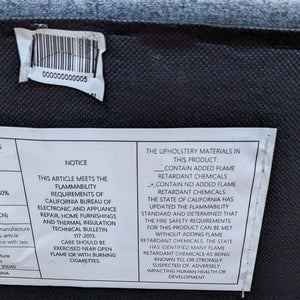 000000000005
NOTICE
THIS ARTICLE MEETS THE
FLAMMABILITY
REQUIREMENTS OF
CALIFORNIA BUREAU OF
ELECTRONIC AND APPLIANCE
REPAIR, HOME FURNISHINGS
AND THERMAL INSULATION
TECHNICAL BULLETIN
117-2013.
CARE SHOULD BE
EXERCISED NEAR OPEN
FLAME OR WITH BURNING
CIGARETTES.
THE UPHOLSTERY MATERIALS IN
THIS PRODUCT:
____CONTAIN ADDED FLAME
RETARDANT CHEMICALS
_×_CONTAIN NO ADDED FLAME
RETARDANT CHEMICALS
THE STATE OF CALIFORNIA HAS
UPDATED THE FLAMMABILITY
STANDARD AND DETERMINED THAT
THE FIRE SAFETY REQUIREMENTS
FOR THIS PRODUCT CAN BE MET
WITHOUT ADDING FLAME
RETARDANT CHEMICALS. THE
STATE HAS IDENTIFIED MANY FLAME
RETARDANT CHEMICALS AS BEING
KNOWN TO, OR STRONGLY
SUSPECTED OF, ADVERSELY
IMPACTING HUMAN HEALTH OR
DEVELOPMENT.